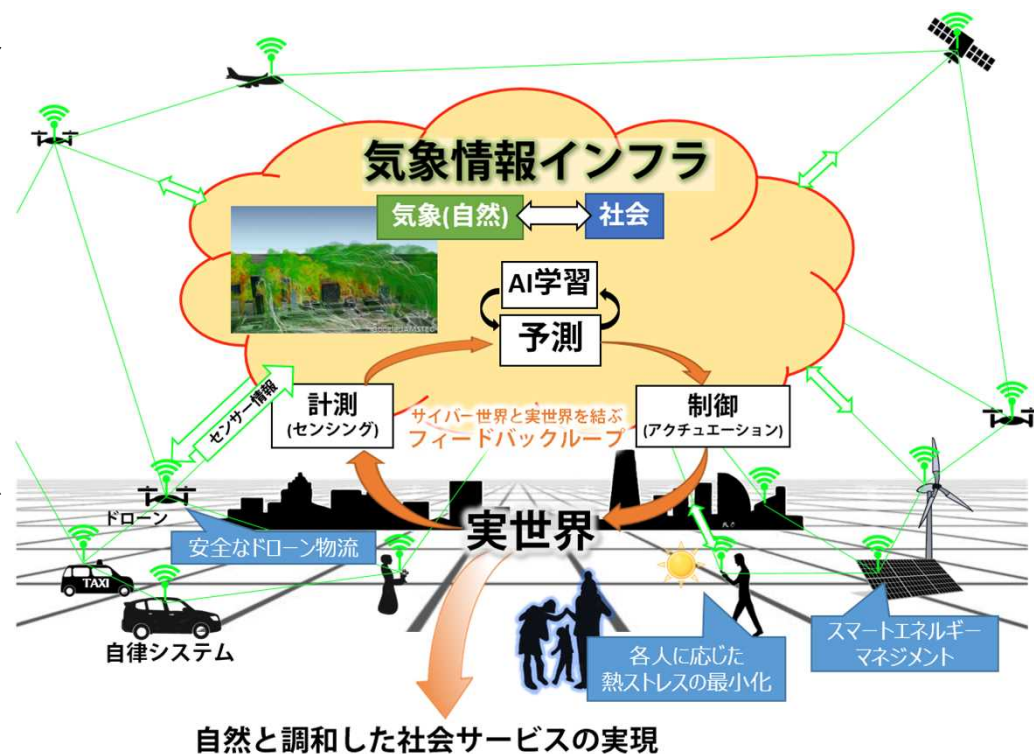 気象情報インフラ
気象(自然)
社会
AI学習
予測
センサー情報
計測
(センシング)
サイバー世界と実世界を結ぶ
フィードバックループ
制御
(アクチュエーション)
ドローン
安全なドローン物流
実世界
TAXI
自律システム
各人に応じた
熱ストレスの最小化
スマートエネルギー
マネジメント
自然と調和した社会サービスの実現